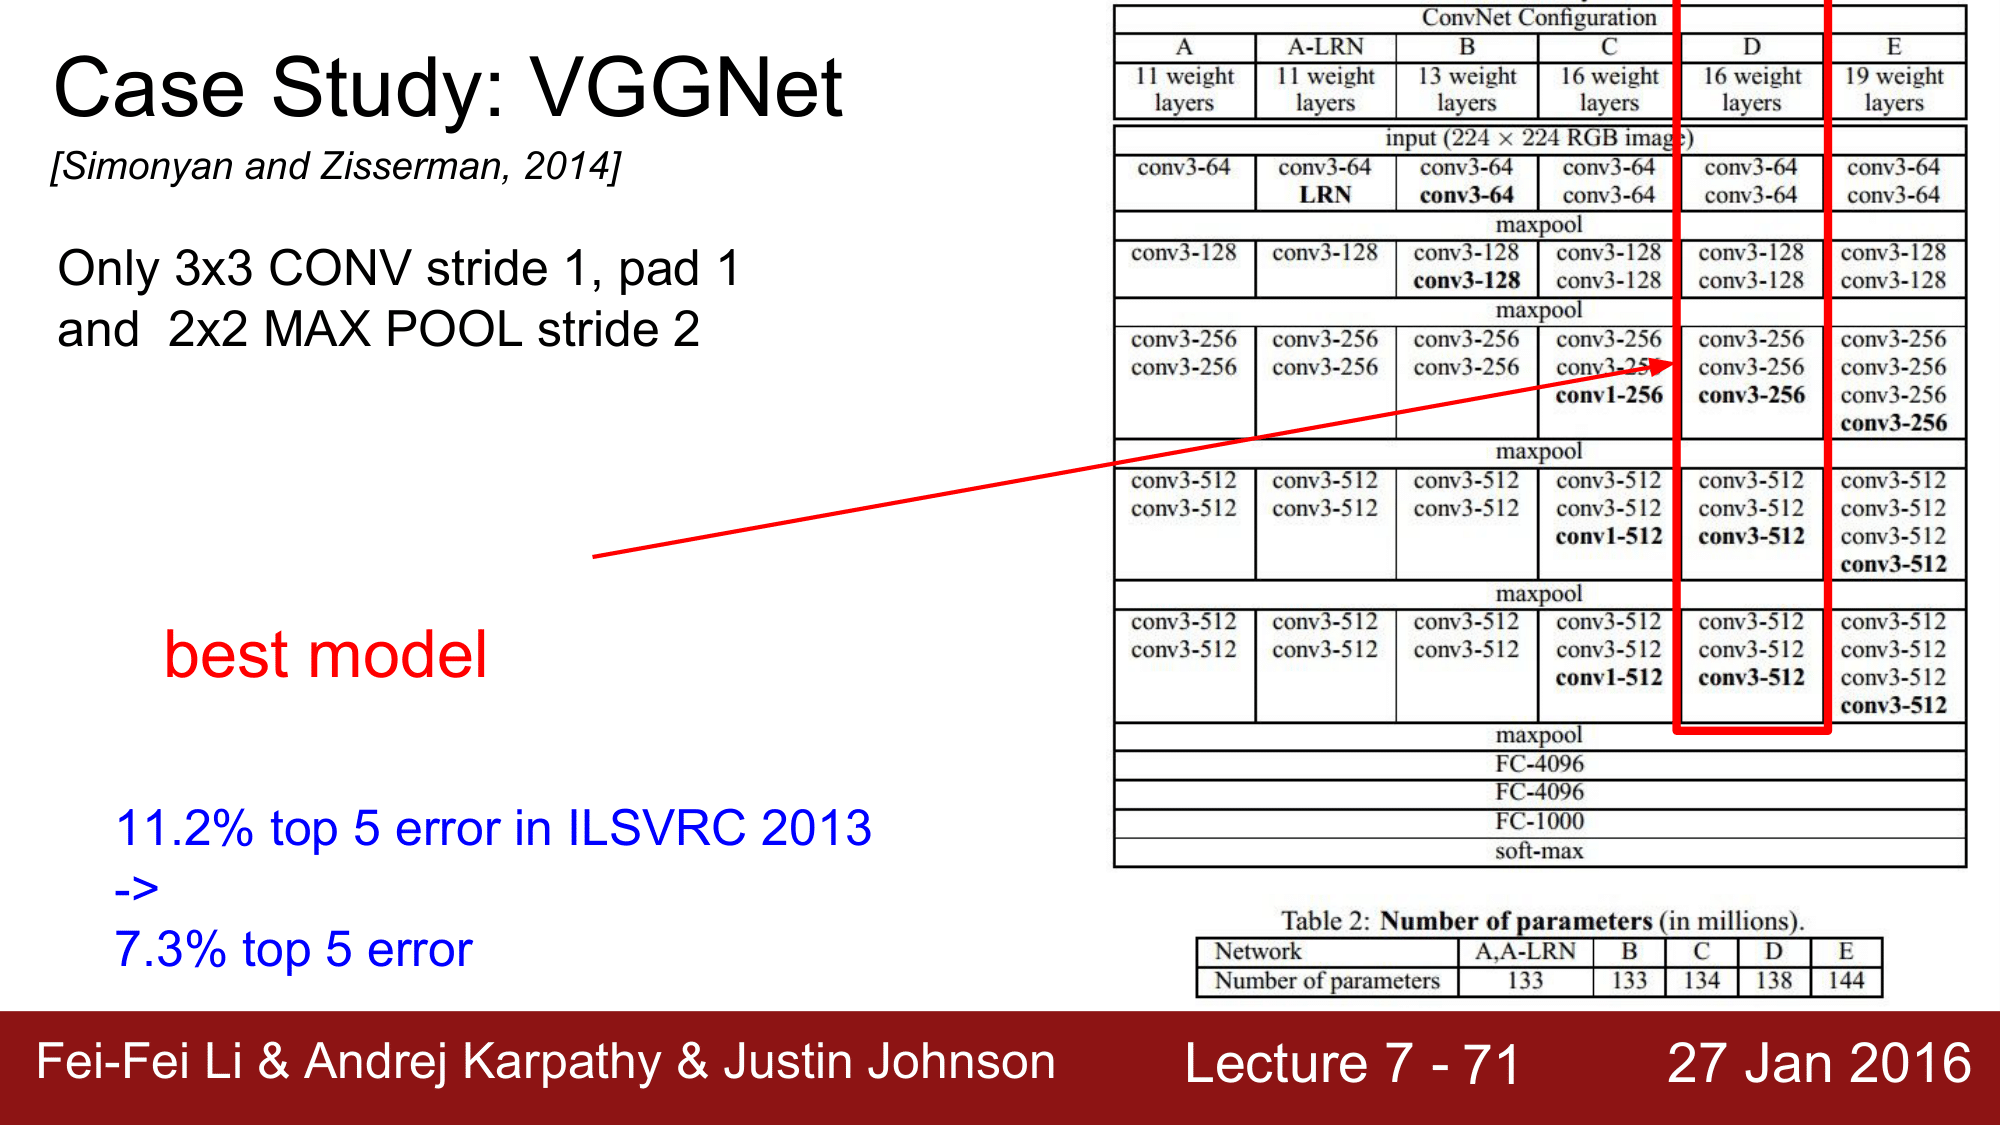 Case Study: VGGNet
[Simonyan and Zisserman, 2014]
Only 3x3 CONV stride 1, pad 1
and 2x2 MAX POOL stride 2
best model
11.2% top 5 error in ILSVRC 2013
->
7.3% top 5 error
ConvNet Configuration
A A-LRN B C D E
11 weight 11 weight 13 weight 16 weight 16 weight 19 weight
layers layers layers layers layers layers
input (224 × 224 RGB image)
conv3-64 conv3-64 conv3-64 conv3-64 conv3-64 conv3-64
LRN conv3-64 conv3-64 conv3-64 conv3-64
maxpool
conv3-128 conv3-128 conv3-128 conv3-128 conv3-128 conv3-128
conv3-128 conv3-128 conv3-128 conv3-128
maxpool
conv3-256 conv3-256 conv3-256 conv3-256 conv3-256 conv3-256
conv3-256 conv3-256 conv3-256 conv3-256 conv3-256 conv3-256
conv1-256 conv3-256 conv3-256
conv3-256
maxpool
conv3-512 conv3-512 conv3-512 conv3-512 conv3-512 conv3-512
conv3-512 conv3-512 conv3-512 conv3-512 conv3-512 conv3-512
conv1-512 conv3-512 conv3-512
conv3-512
maxpool
conv3-512 conv3-512 conv3-512 conv3-512 conv3-512 conv3-512
conv3-512 conv3-512 conv3-512 conv3-512 conv3-512 conv3-512
conv1-512 conv3-512 conv3-512
conv3-512
maxpool
FC-4096
FC-4096
FC-1000
soft-max
Table 2: Number of parameters (in millions).
Network A,A-LRN B C D E
Number of parameters 133 133 134 138 144
Fei-Fei Li & Andrej Karpathy & Justin Johnson
Lecture 7 - 71
27 Jan 2016